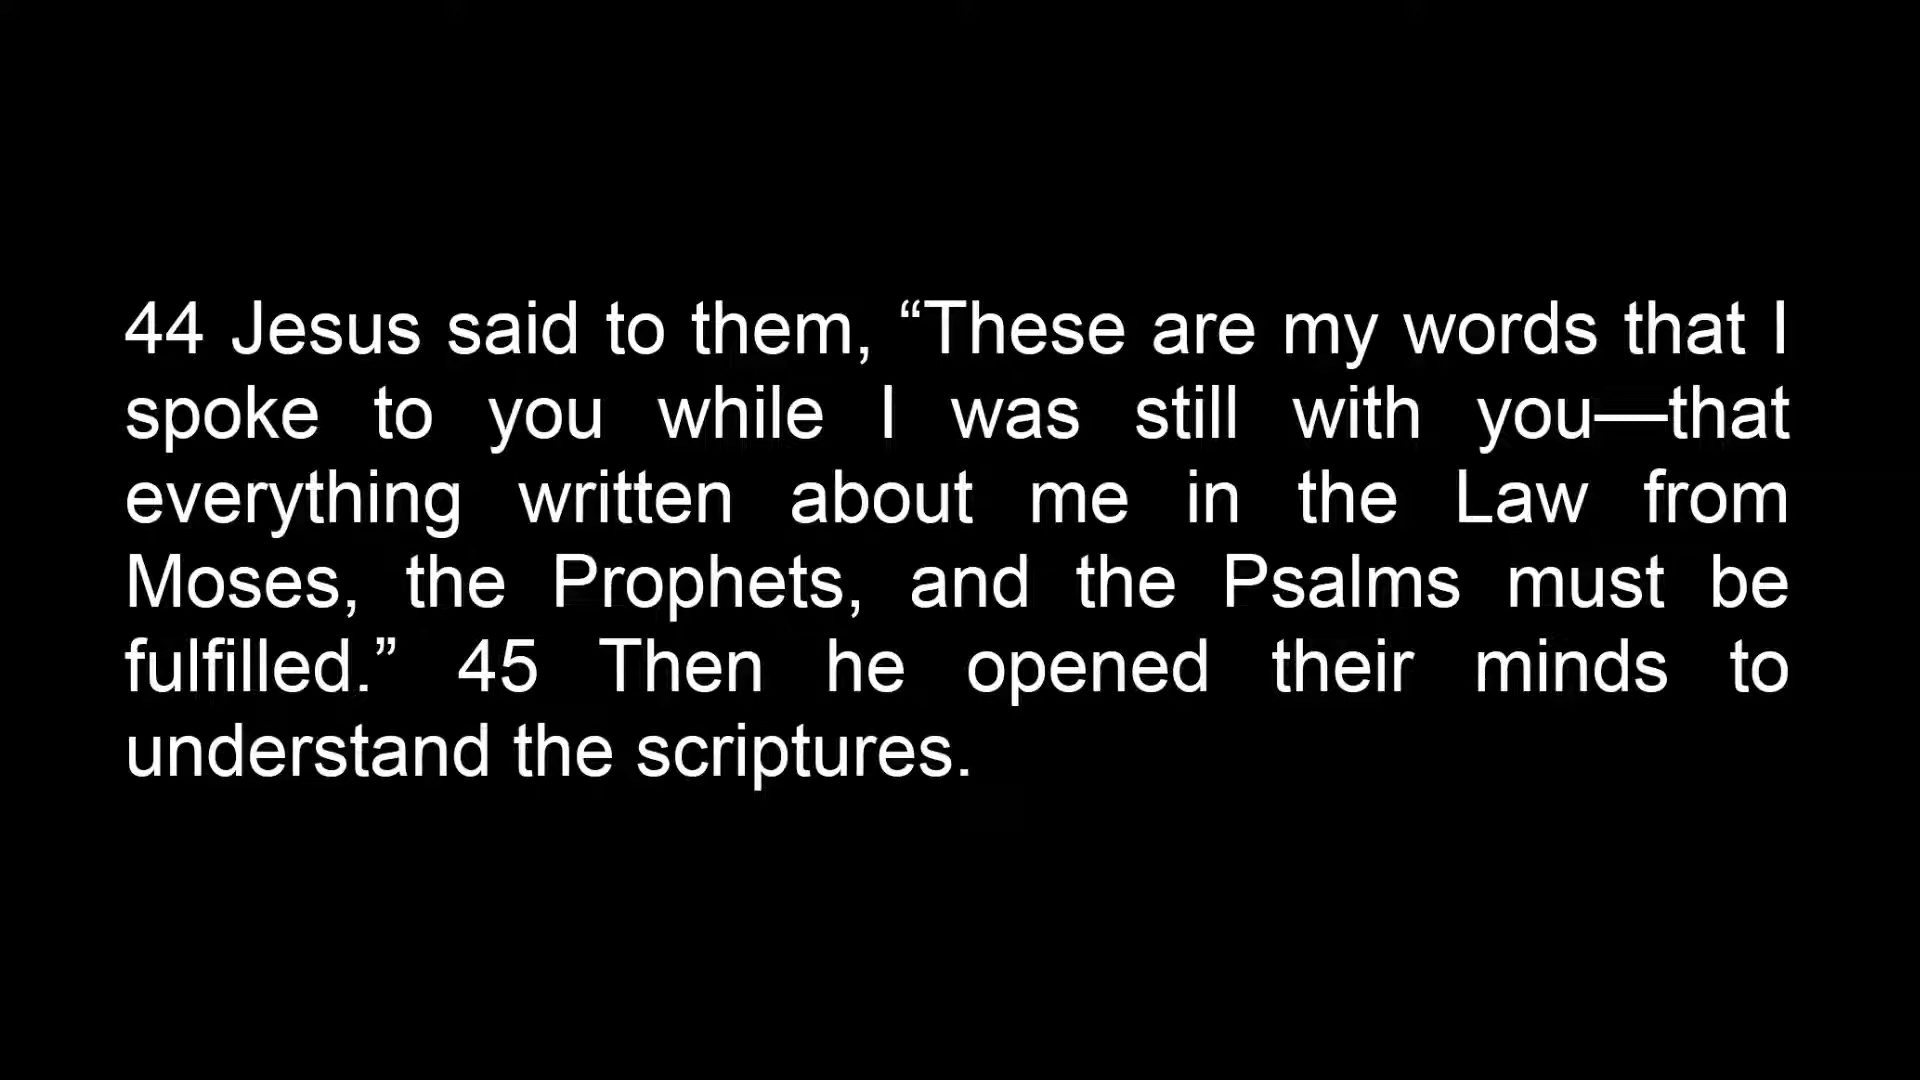 44 Jesus said to them, “These are my words that I
spoke to you while I was still with you—that
everything written about me in the Law from
Moses, the Prophets, and the Psalms must be
fulfilled.” 45 Then he opened their minds to
understand the scriptures.